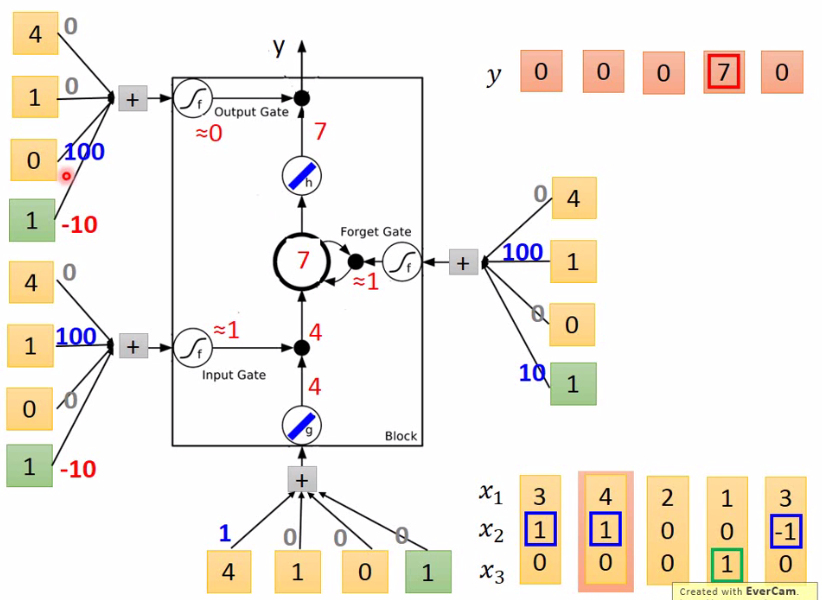 4 0
1 0
0 100
1 -10
+
f
Output Gate
≈0
y
7
h
Forget Gate
7
f
≈1
+
y 0 0 0 7 0
0 4
100 1
0 0
10 1
4 0
1 100
0 0
1 -10
+
f
Input Gate
≈1
4
4
g
Block
+
1 0 0 0
4 1 0 1
x₁ 3 4 2 1 3
x₂ 1 1 0 0 -1
x₃ 0 0 0 1 0
Created with EverCam.